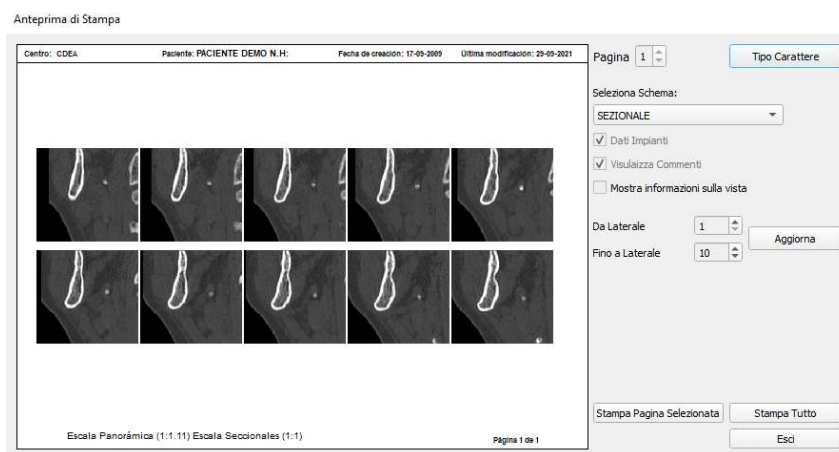 Anteprima di Stampa
Centro: CDEA Paciente: PACIENTE DEMO N.H: Fecha de creación: 17-09-2009 Última modificación: 29-09-2021
Pagina 1 Tipo Carattere
Seleziona Schema:
SEZIONALE
Dati Impianti
Visulaizza Commenti
Mostra informazioni sulla vista
Da Laterale 1
Aggiorna
Fino a Laterale 10
Stampa Pagina Selezionata Stampa Tutto
Escala Panorámica (1:1.11) Escala Seccionales (1:1) Página 1 de 1
Esci